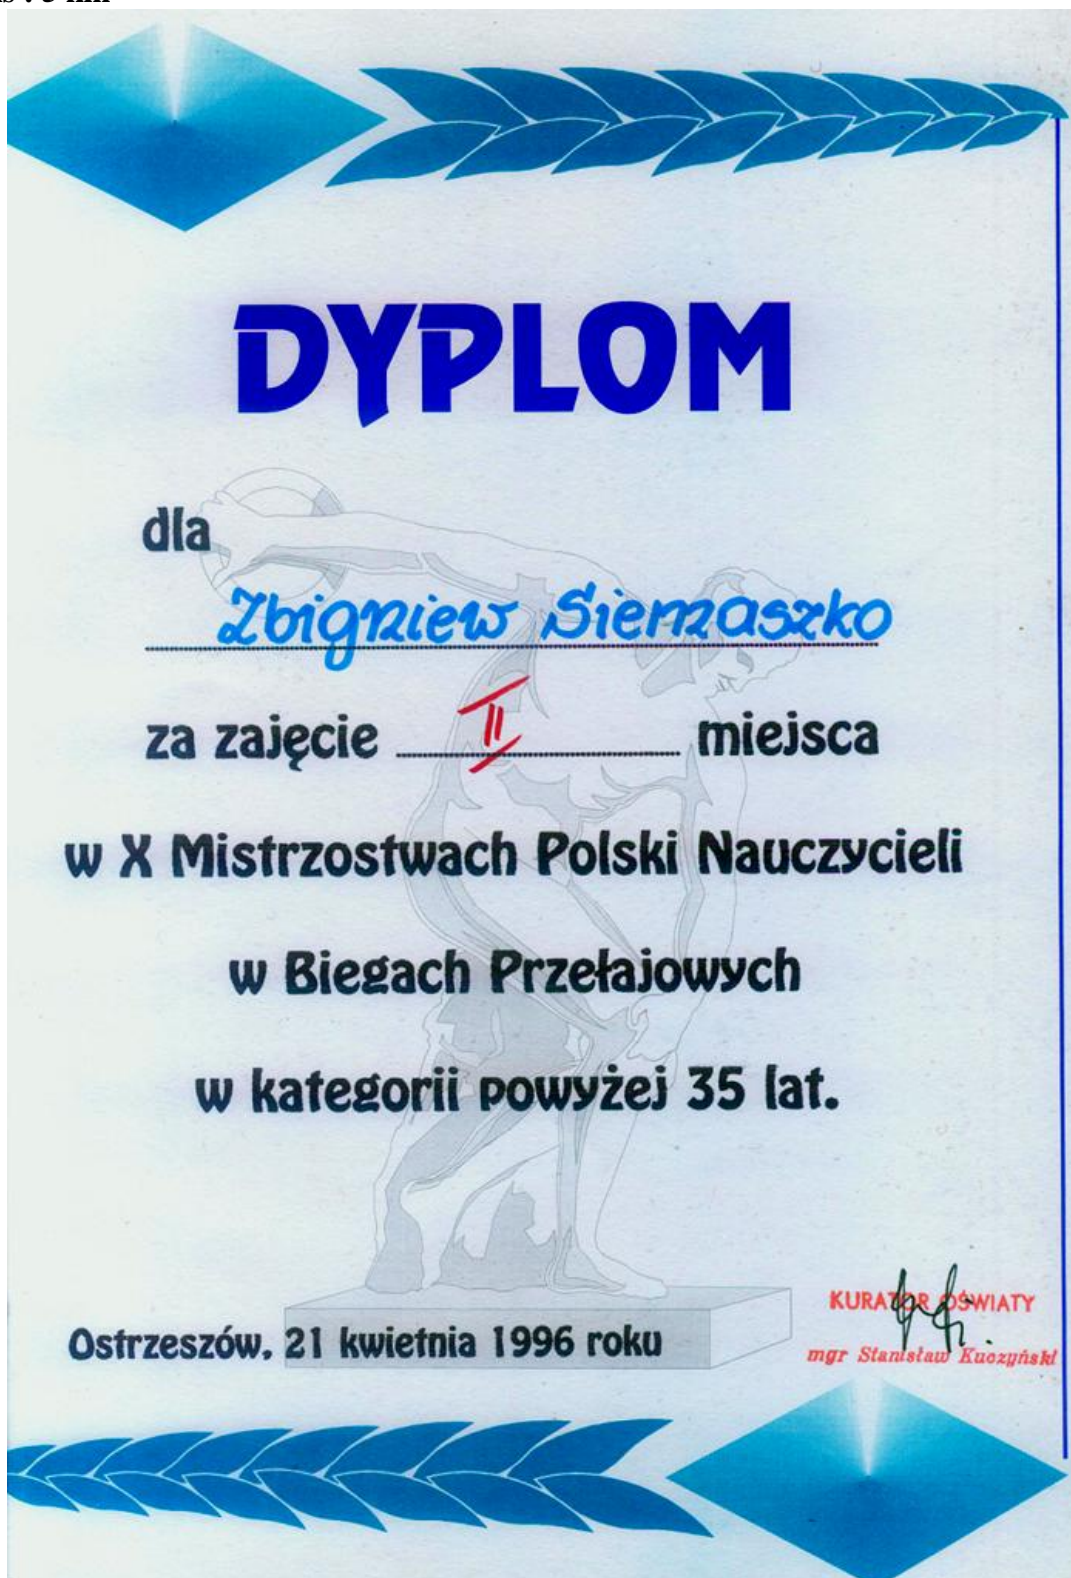 DYPLOM
dla
Zbigniew Siemaszko
za zajęcie II miejsca
w X Mistrzostwach Polski Nauczycieli
w Biegach Przełajowych
w kategorii powyżej 35 lat.
KURATOR OŚWIATY
Ostrzeszów, 21 kwietnia 1996 roku
mgr Stanisław Kuczyński